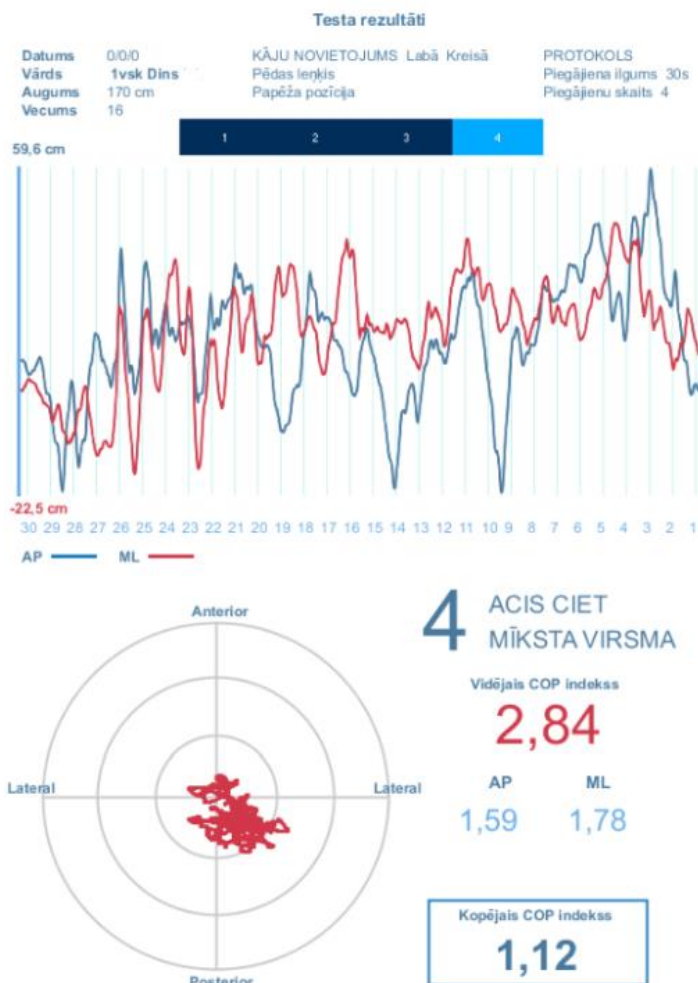 Testa rezultāti
Datums 0/0/0 KĀJU NOVIETOJUMS Labā Kreisā PROTOKOLS
Vārds 1vsk Dins Pēdas leņķis Piegājiena ilgums 30s
Augums 170 cm Papēža pozīcija Piegājienu skaits 4
Vecums 16
1 2 3 4
59,6 cm
-22,5 cm
30 29 28 27 26 25 24 23 22 21 20 19 18 17 16 15 14 13 12 11 10 9 8 7 6 5 4 3 2 1
AP ML
4 ACIS CIET
MĪKSTA VIRSMA
Anterior
Vidējais COP indekss
2,84
Lateral Lateral
AP ML
1,59 1,78
Kopējais COP indekss
1,12
Posterior